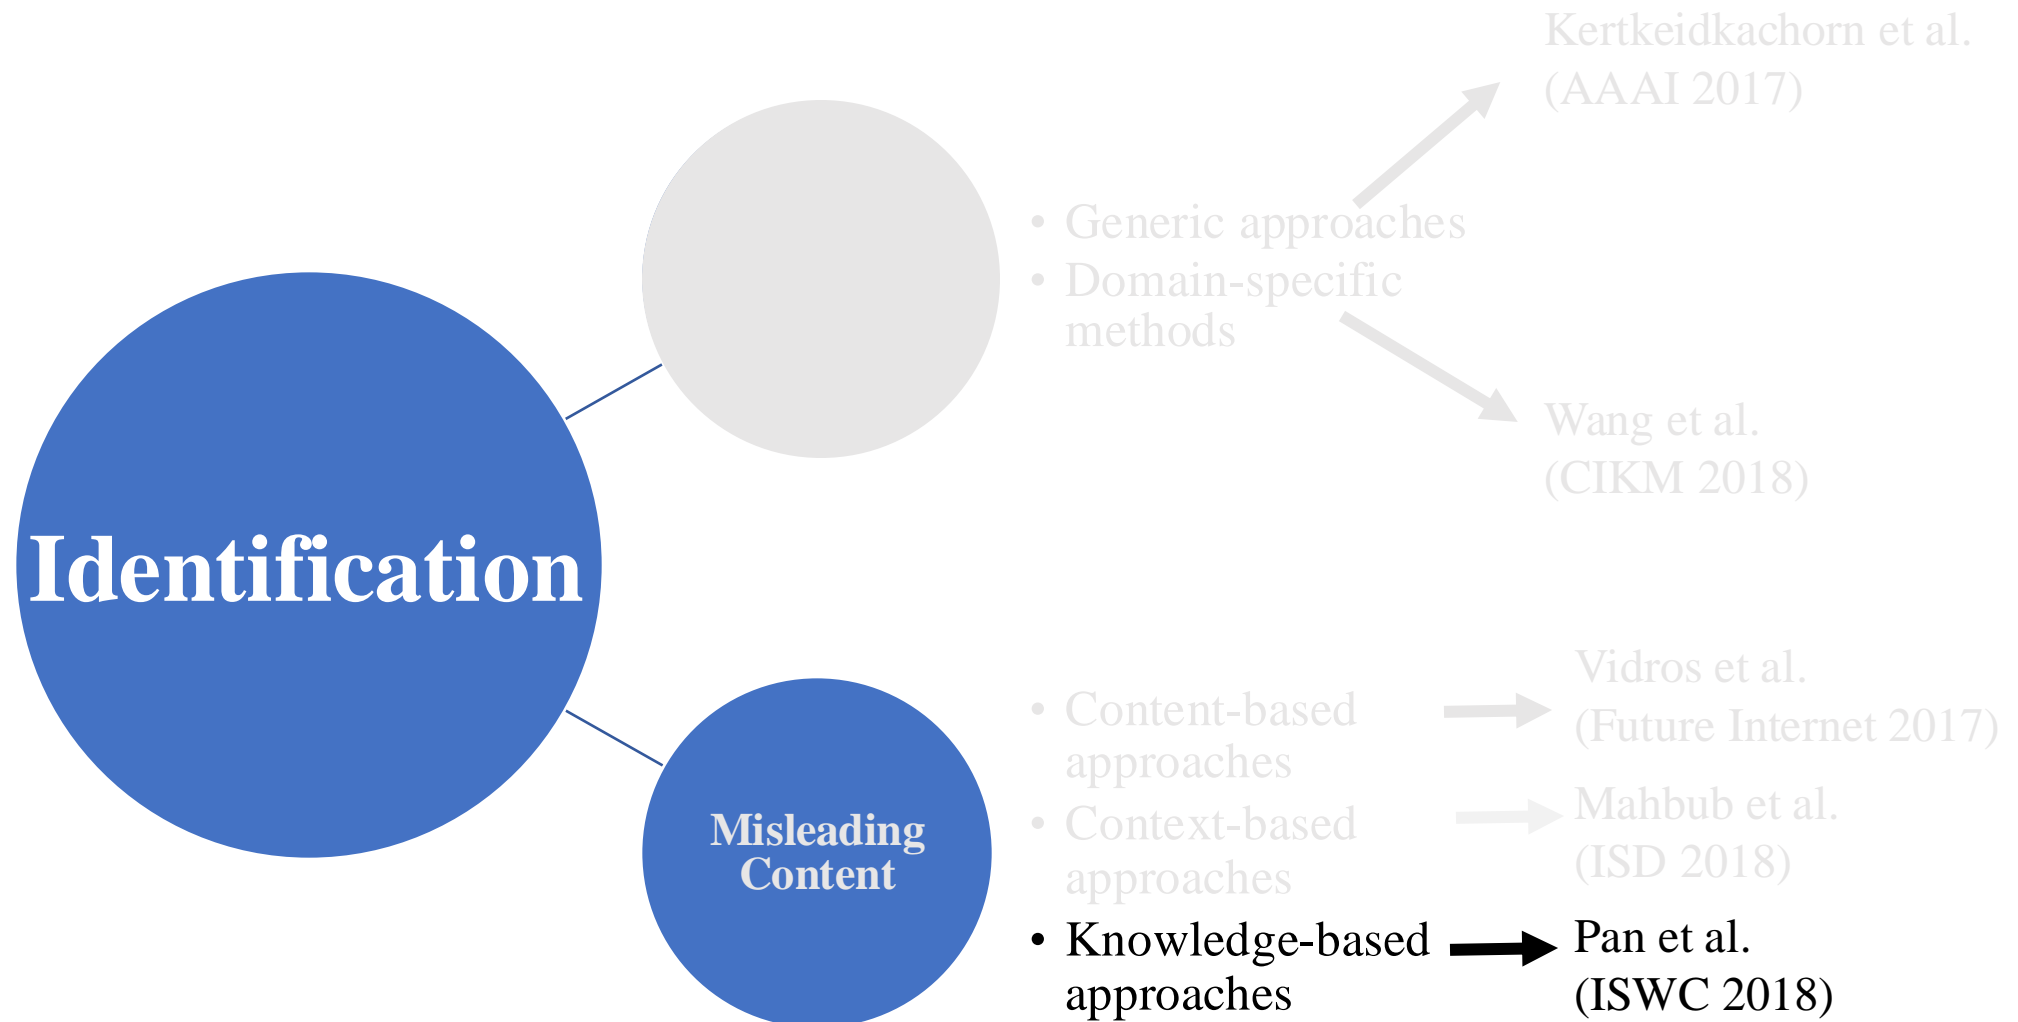 Kertkeidkachorn et al.
(AAAI 2017)
• Generic approaches
• Domain-specific
methods
Wang et al.
(CIKM 2018)
Identification
Misleading
Content
• Content-based
approaches
Vidros et al.
(Future Internet 2017)
• Context-based
approaches
Mahbub et al.
(ISD 2018)
• Knowledge-based
approaches
Pan et al.
(ISWC 2018)